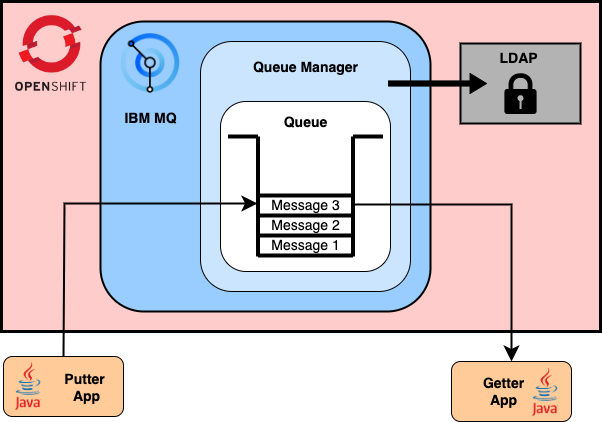 OPENSHIFT
IBM MQ
Queue Manager
LDAP
Queue
Message 3
Message 2
Message 1
Putter
App
Java
Getter
App
Java